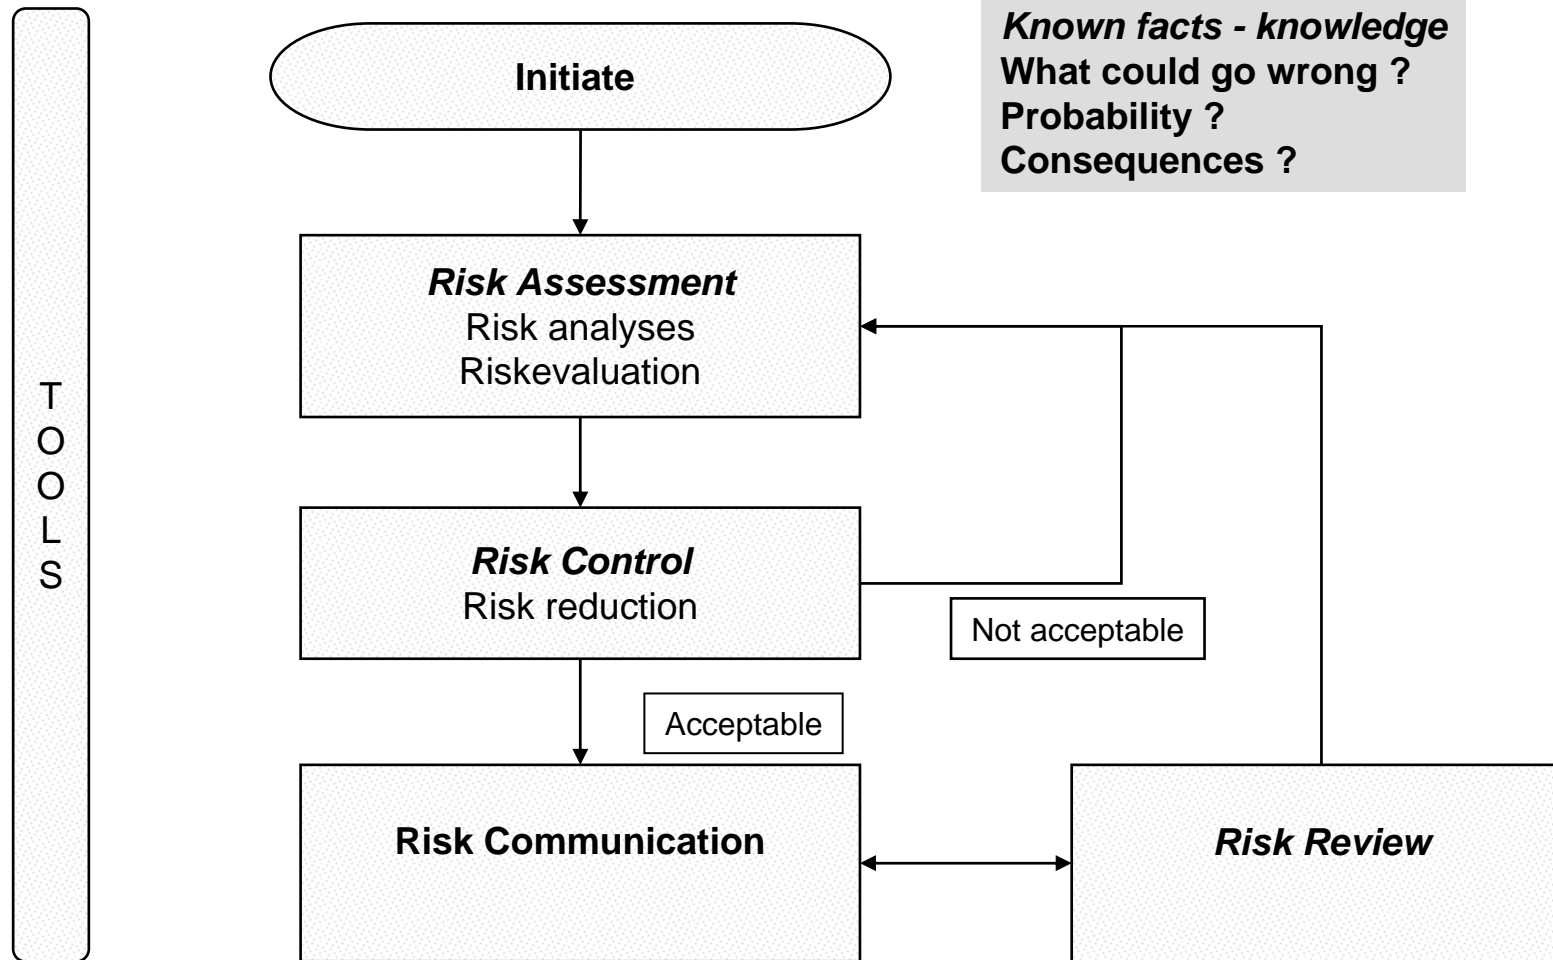 Initiate
Known facts - knowledge
What could go wrong ?
Probability ?
Consequences ?
Risk Assessment
Risk analyses
Riskevaluation
T
O
O
L
S
Risk Control
Risk reduction
Not acceptable
Acceptable
Risk Communication
Risk Review